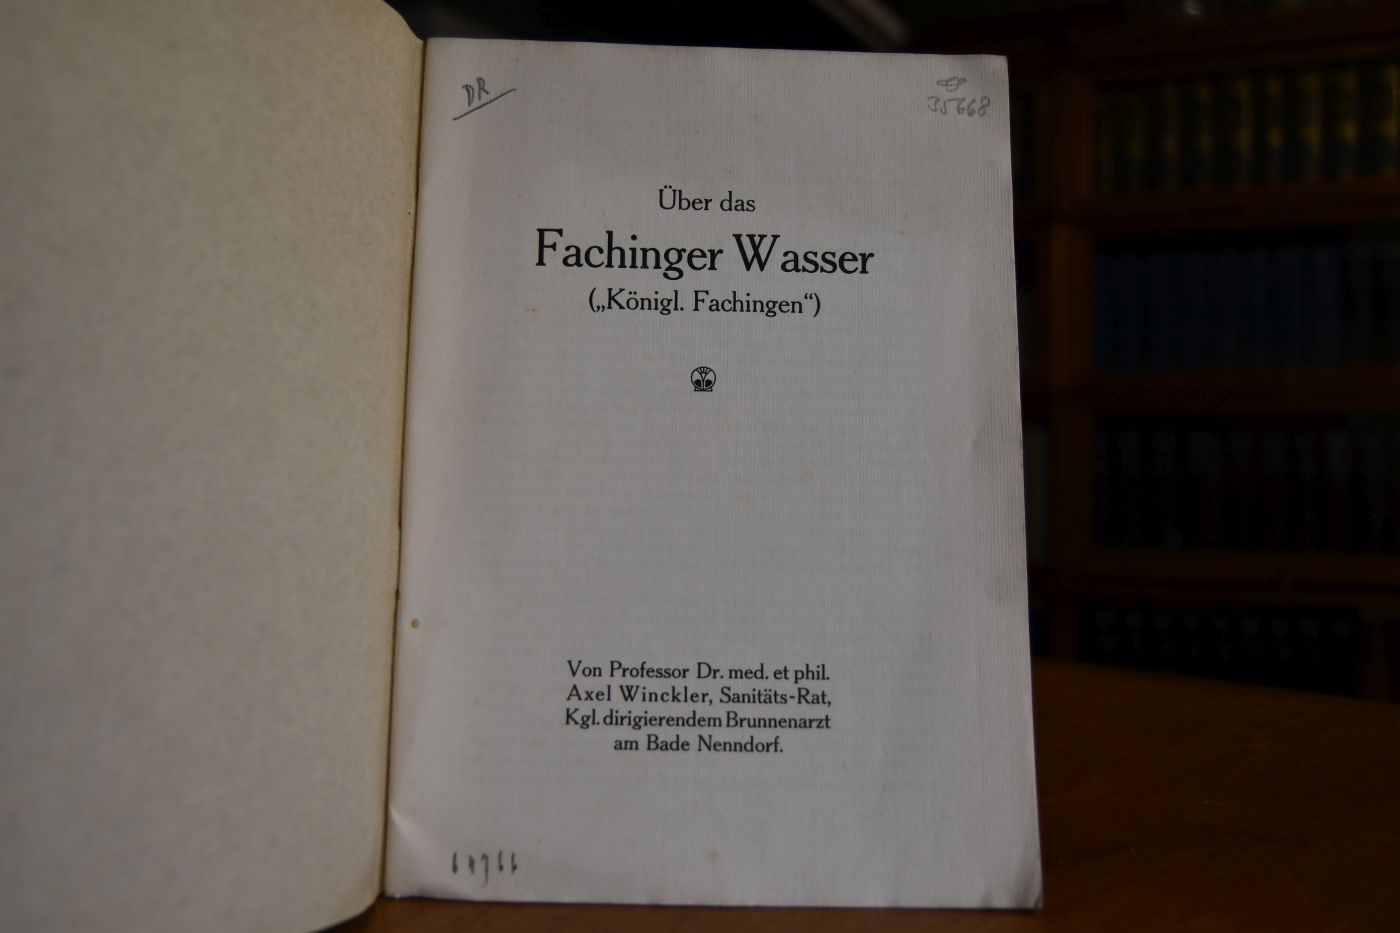 DR
35668
Über das
Fachinger Wasser
(„Königl. Fachingen“)
Von Professor Dr. med. et phil.
Axel Winckler, Sanitäts-Rat,
Kgl. dirigierendem Brunnenarzt
am Bade Nenndorf.